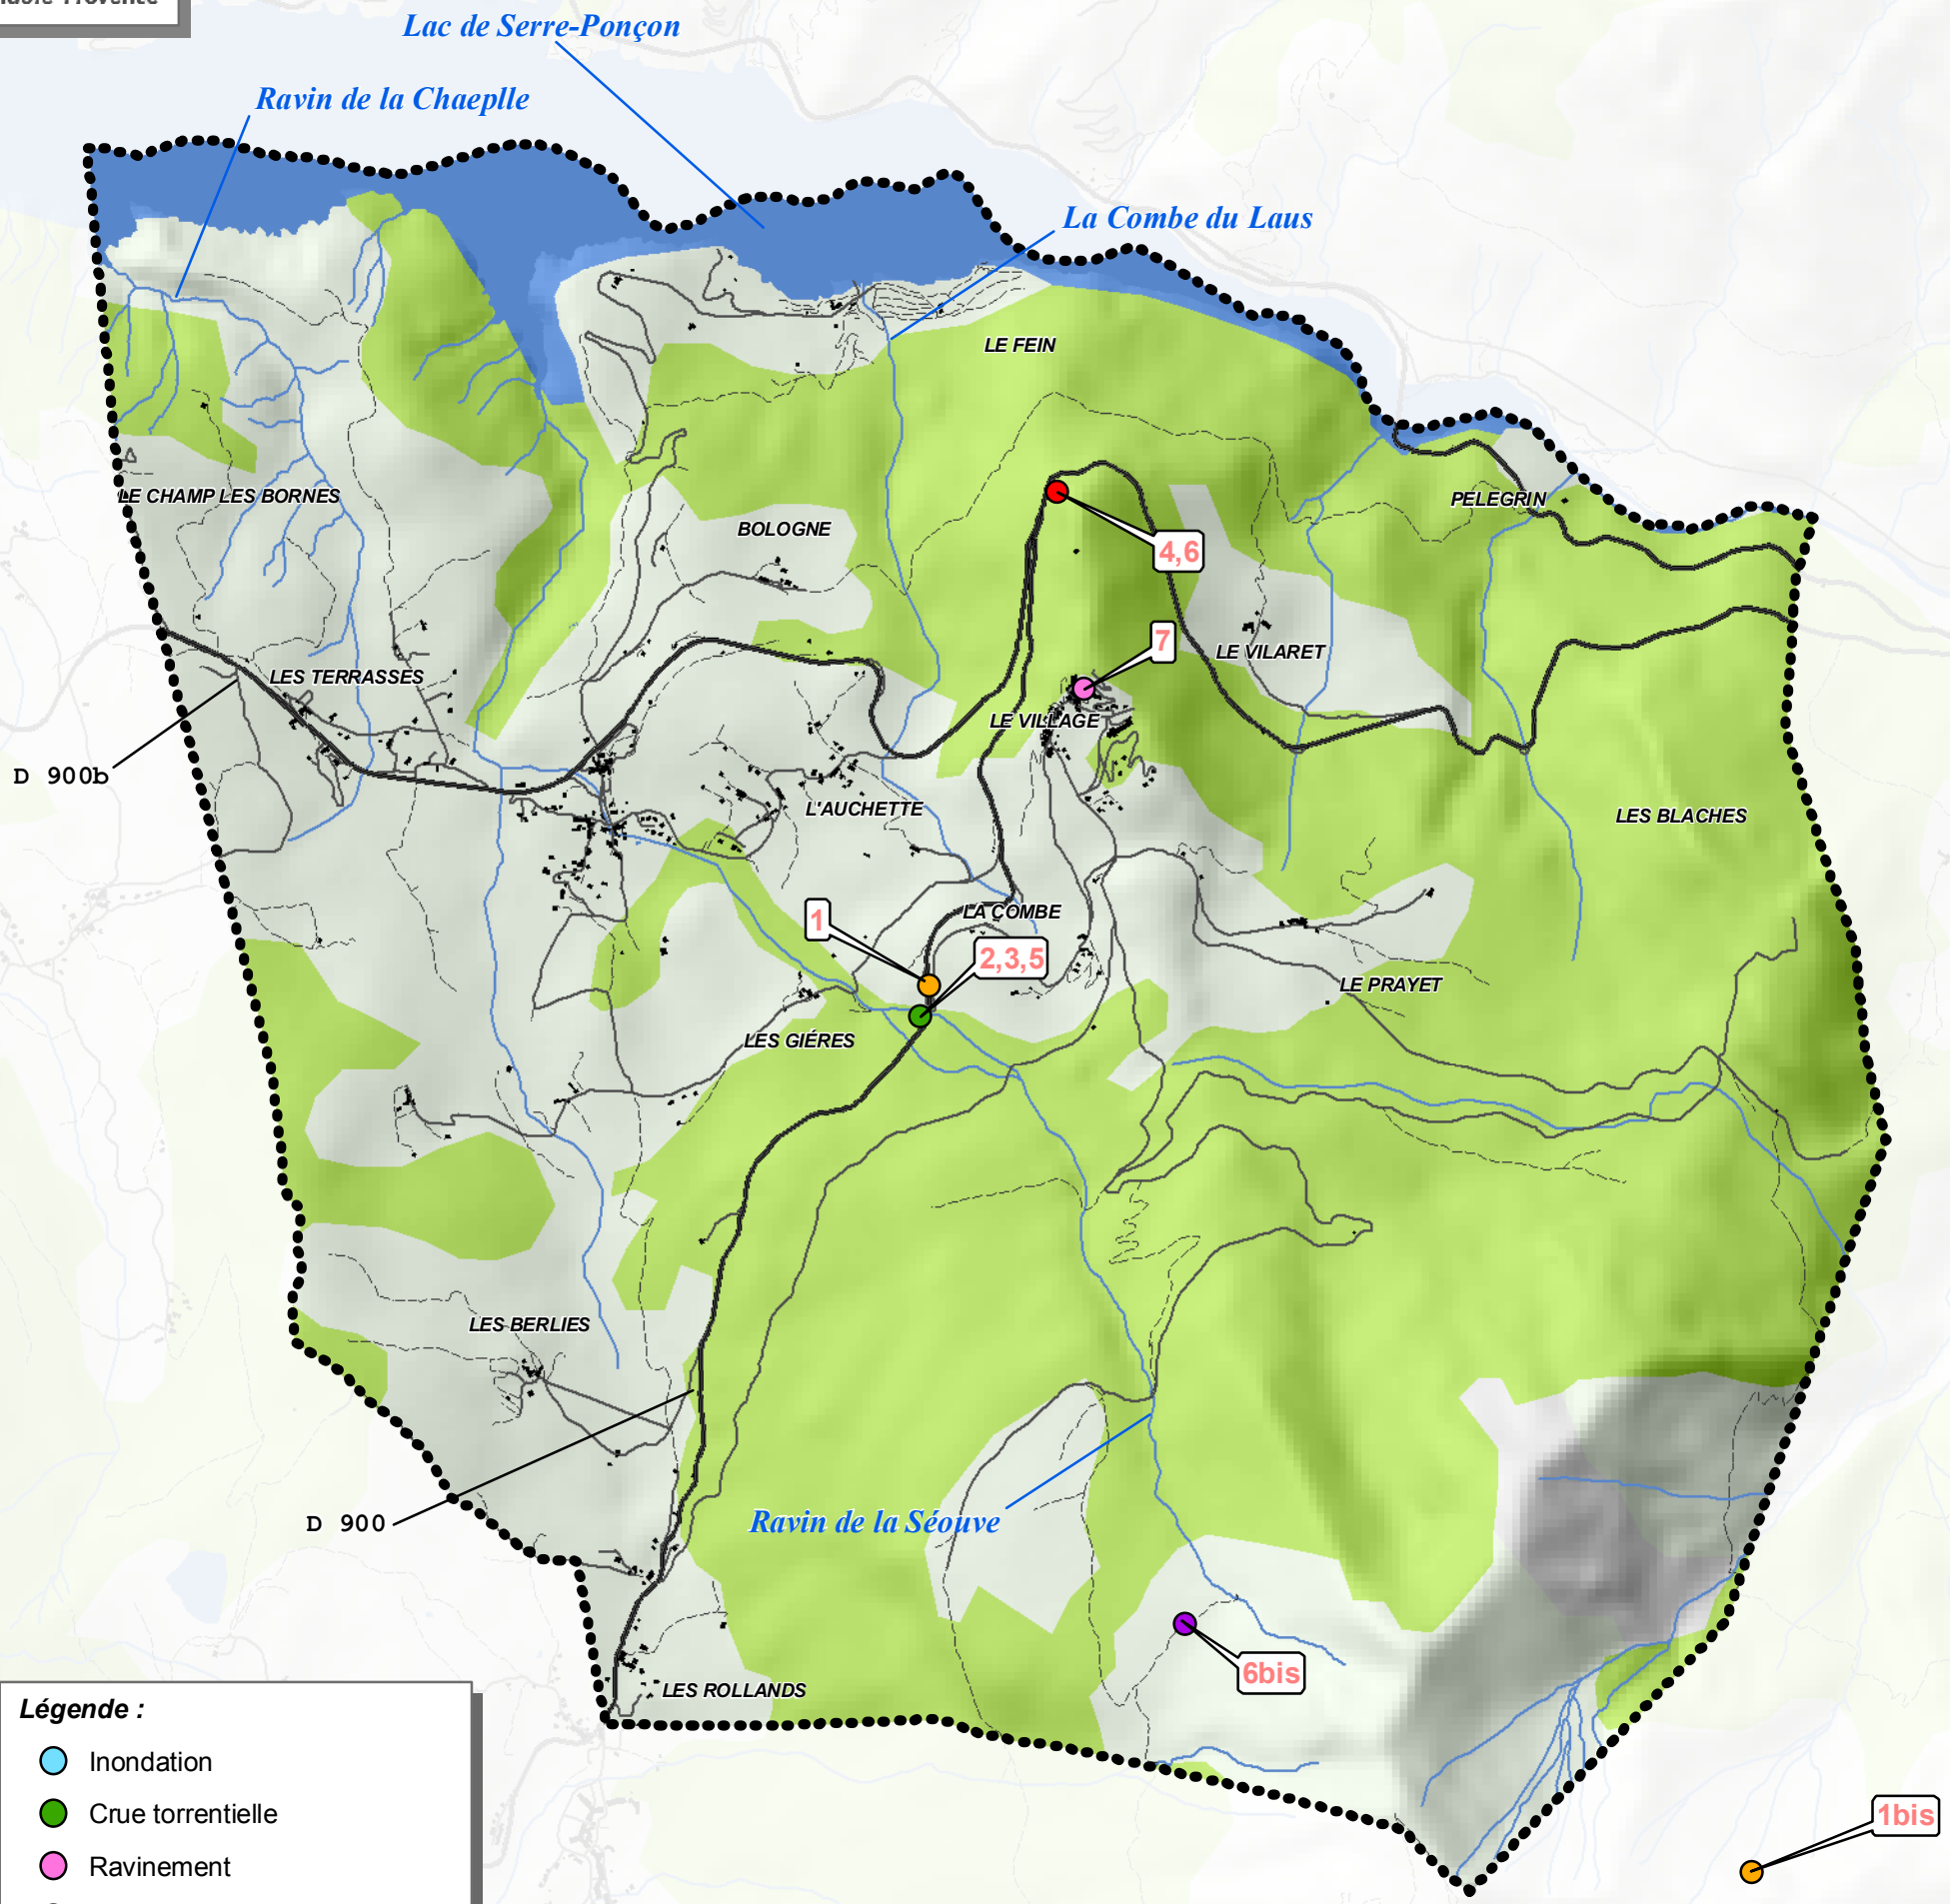 Lac de Serre-Ponçon
Ravin de la Chaeplle
La Combe du Laus
LE FEIN
LE CHAMP LES BORNES
PELEGRIN
BOLOGNE
4,6
7
LE VILARET
LES TERRASSES
LE VILLAGE
D 900b
L'AUCHETTE
LES BLACHES
1
LA COMBE
2,3,5
LE PRAYET
LES GIÉRES
LES BERLIES
D 900
Ravin de la Séouve
6bis
LES ROLLANDS
Légende :
Inondation
Crue torrentielle
1bis
Ravinement